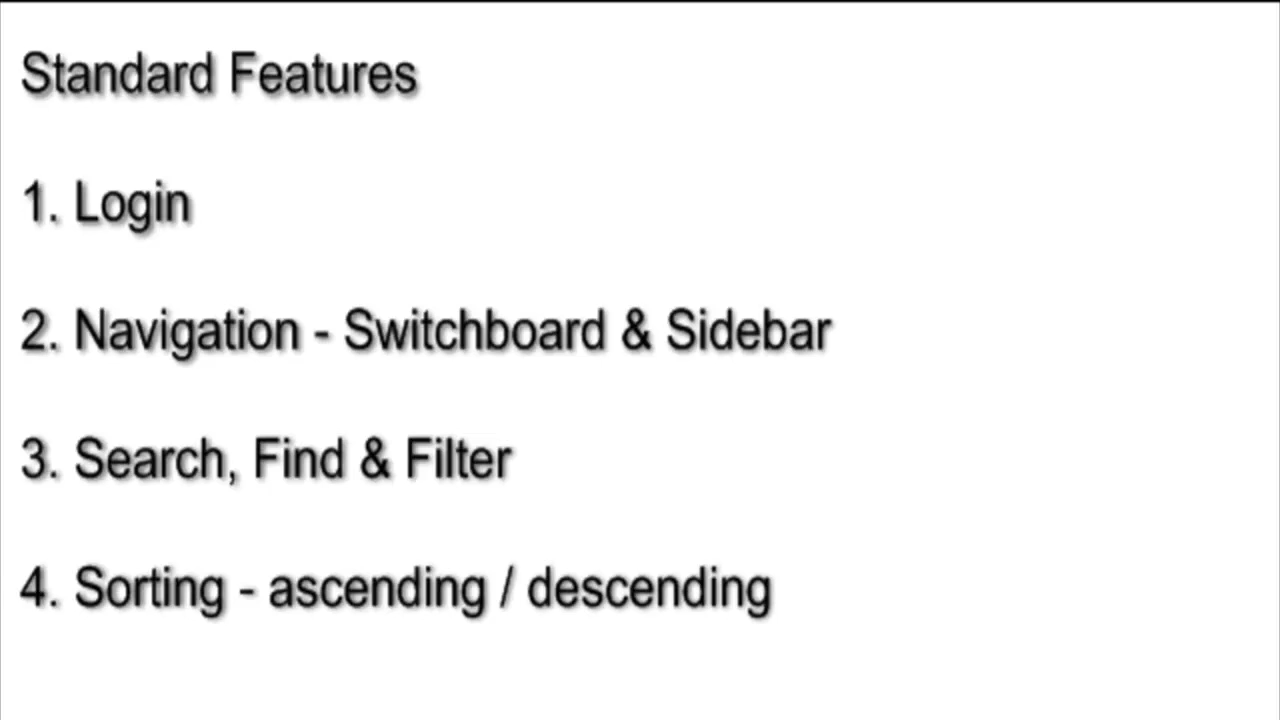 Standard Features
1. Login
2. Navigation - Switchboard & Sidebar
3. Search, Find & Filter
4. Sorting - ascending / descending